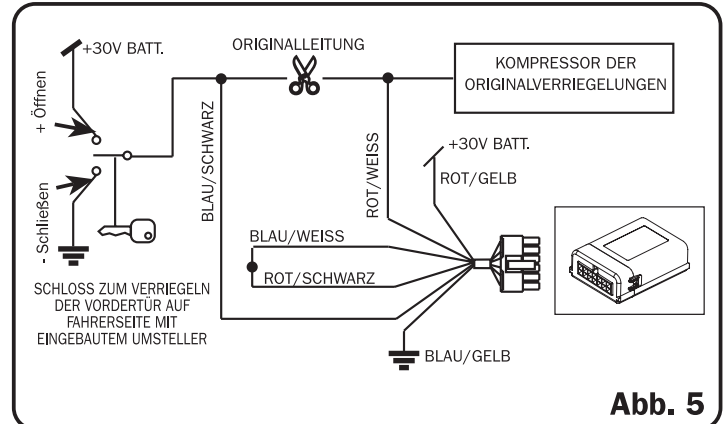 +30V BATT.
ORIGINALLEITUNG
KOMPRESSOR DER
ORIGINALVERRIEGELUNGEN
+ Öffnen
- Schließen
BLAU/SCHWARZ
ROT/WEISS
+30V BATT.
ROT/GELB
BLAU/WEISS
ROT/SCHWARZ
SCHLOSS ZUM VERRIEGELN
DER VORDERTÜR AUF
FAHRERSEITE MIT
EINGEBAUTEM UMSTELLER
BLAU/GELB
Abb. 5